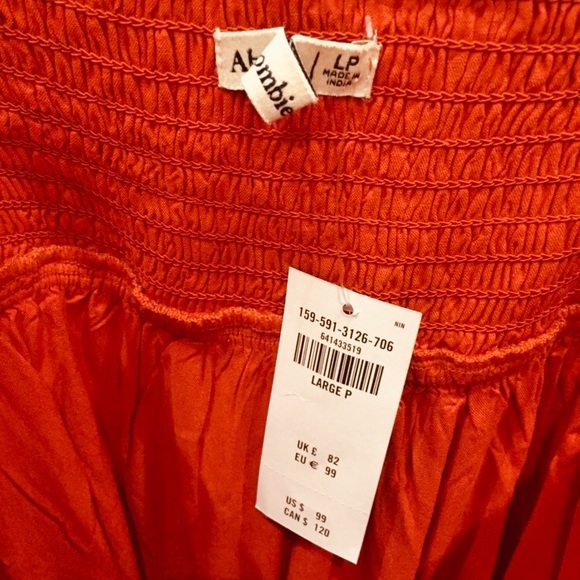 LP
MADE IN
INDIA
159-591-3126-706
NIN
641433519
LARGE P
UK £ 82
EU € 99
US $ 99
CAN $ 120